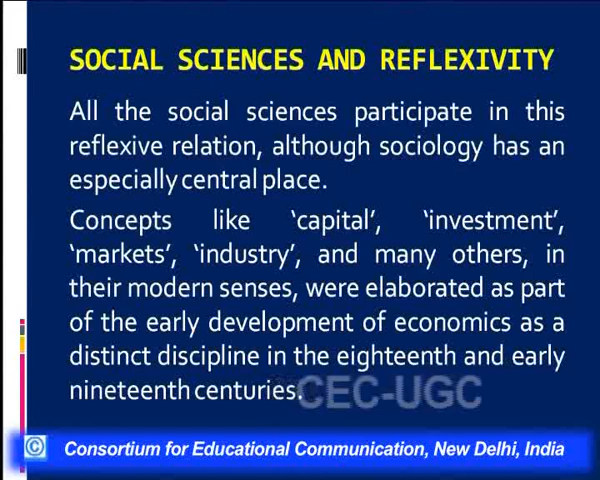 SOCIAL SCIENCES AND REFLEXIVITY
All the social sciences participate in this
reflexive relation, although sociology has an
especially central place.
Concepts like ‘capital’, ‘investment’,
‘markets’, ‘industry’, and many others, in
their modern senses, were elaborated as part
of the early development of economics as a
distinct discipline in the eighteenth and early
nineteenth centuries.
CEC-UGC
© Consortium for Educational Communication, New Delhi, India